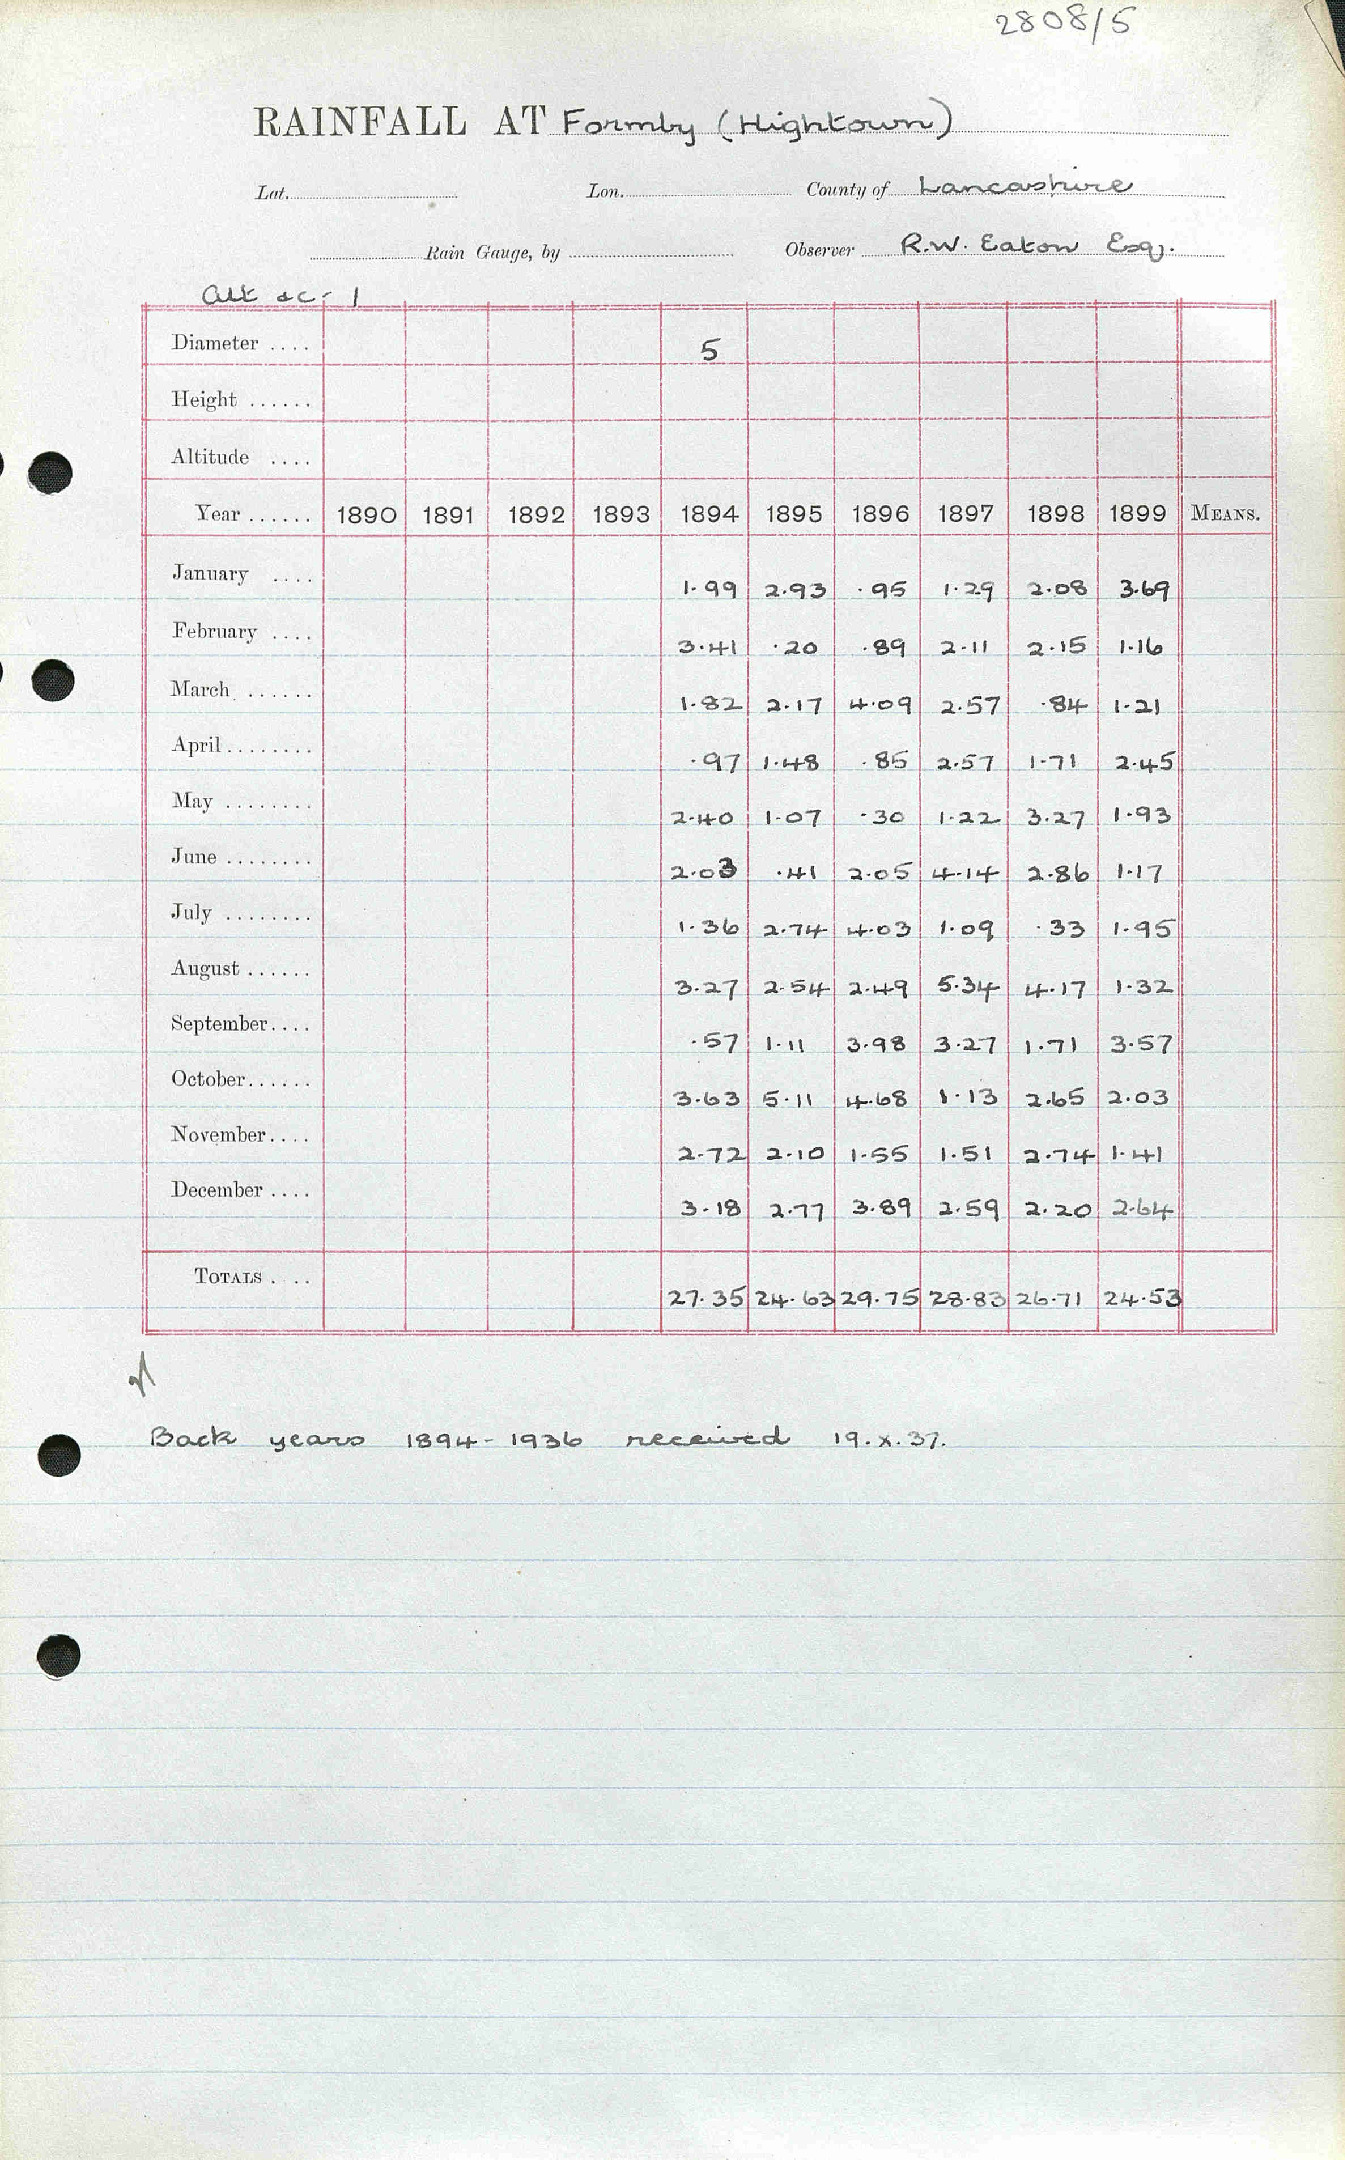 2808/5
RAINFALL AT Formby (Hightown)
Lat. Lon. County of Lancashire
Rain Gauge, by Observer R.W. Eaton Esq.
Diameter .... 5
Height ......
Altitude ....
Year ...... 1890 1891 1892 1893 1894 1895 1896 1897 1898 1899 MEANS.
January .... 1.99 2.93 .95 1.29 2.08 3.69
February .... 3.41 .20 .89 2.11 2.15 1.16
March ...... 1.82 2.17 4.09 2.57 .84 1.21
April ........ .97 1.48 .85 2.57 1.71 2.45
May ........ 2.40 1.07 .30 1.22 3.27 1.93
June ........ 2.03 .41 2.05 4.14 2.86 1.17
July ........ 1.36 2.74 4.03 1.09 .33 1.95
August ...... 3.27 2.54 2.49 5.34 4.17 1.32
September.... .57 1.11 3.98 3.27 1.71 3.57
October...... 3.63 5.11 4.68 1.13 2.65 2.03
November.... 2.72 2.10 1.55 1.51 2.74 1.41
December .... 3.18 2.77 3.89 2.59 2.20 2.64
TOTALS .... 27.35 24.63 29.75 28.83 26.71 24.53
Back years 1894-1936 received 19.X.37.